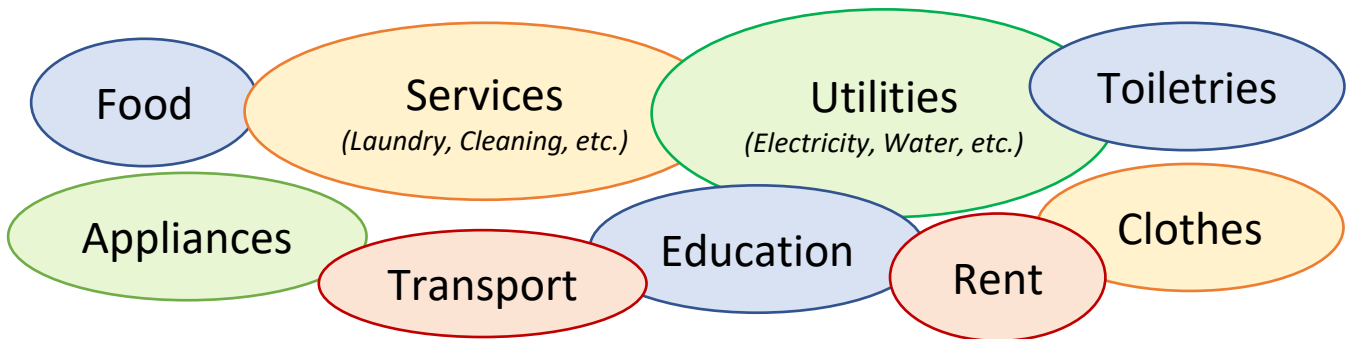 Food
Services
(Laundry, Cleaning, etc.)
Utilities
(Electricity, Water, etc.)
Toiletries
Appliances
Transport
Education
Rent
Clothes